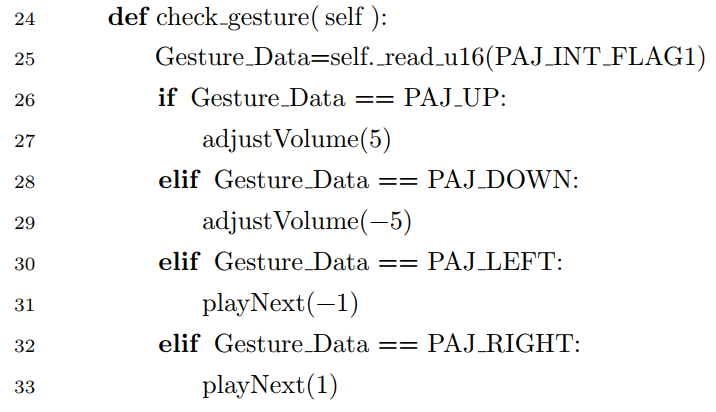 24 def check_gesture( self ):
25 Gesture_Data=self._read_u16(PAJ_INT_FLAG1)
26 if Gesture_Data == PAJ_UP:
27 adjustVolume(5)
28 elif Gesture_Data == PAJ_DOWN:
29 adjustVolume(−5)
30 elif Gesture_Data == PAJ_LEFT:
31 playNext(−1)
32 elif Gesture_Data == PAJ_RIGHT:
33 playNext(1)